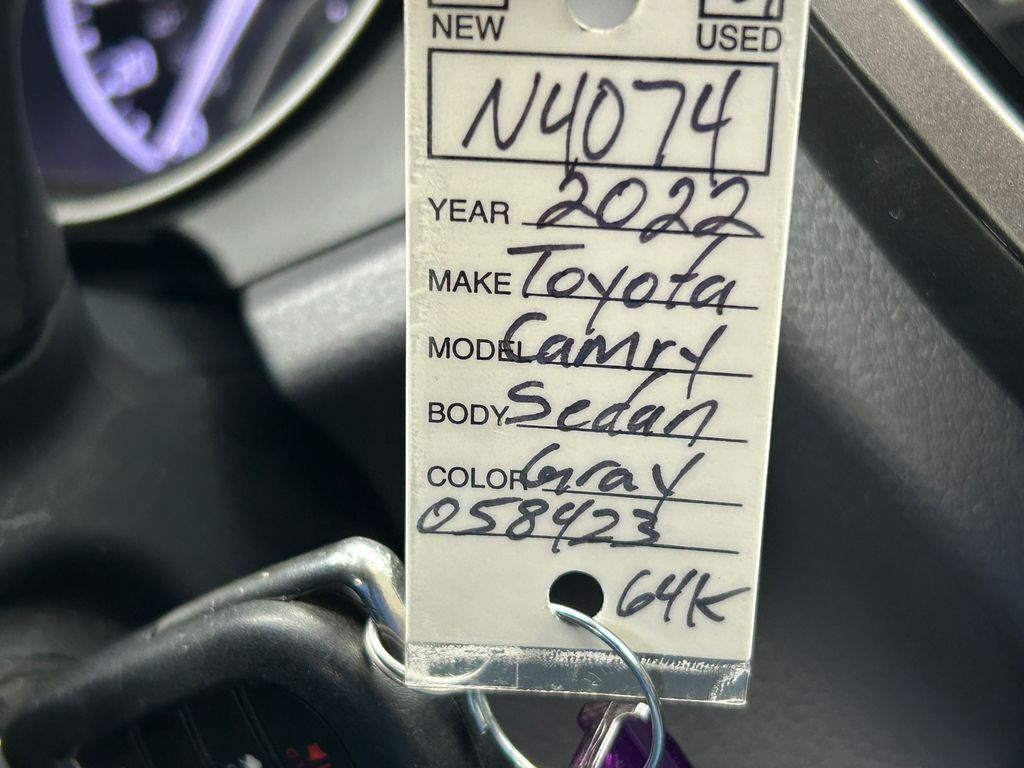 NEW USED
N4074
YEAR 2022
MAKE Toyota
MODEL Camry
BODY Sedan
COLOR Gray
058423
64K